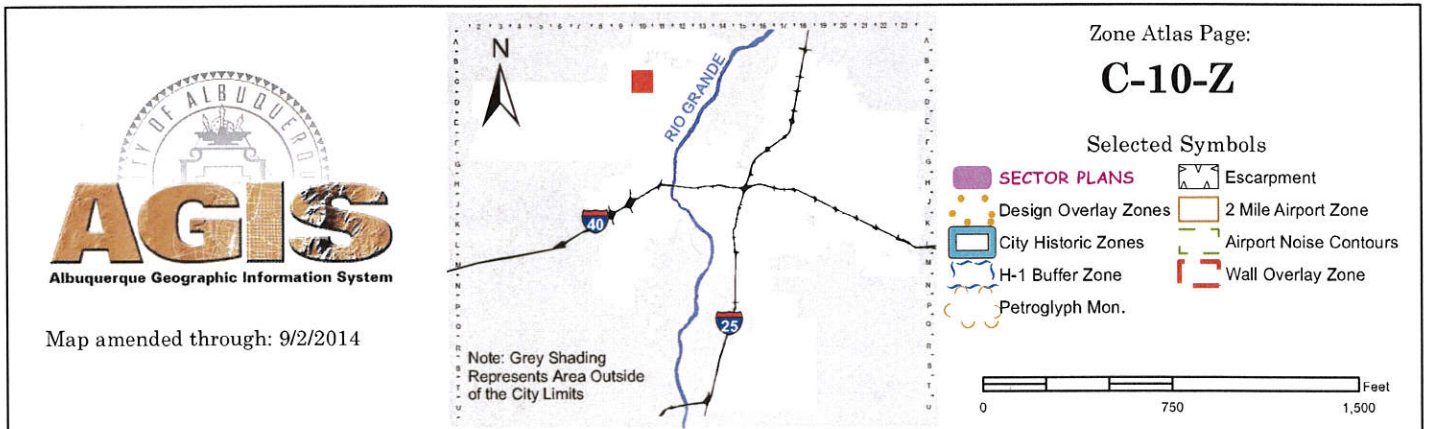 CITY OF ALBUQUERQUE
AGIS
Albuquerque Geographic Information System
Map amended through: 9/2/2014
N
RIO GRANDE
40
25
Note: Grey Shading
Represents Area Outside
of the City Limits
Zone Atlas Page:
C-10-Z
Selected Symbols
SECTOR PLANS
Design Overlay Zones
City Historic Zones
H-1 Buffer Zone
Petroglyph Mon.
Escarpment
2 Mile Airport Zone
Airport Noise Contours
Wall Overlay Zone
Feet
0
750
1,500